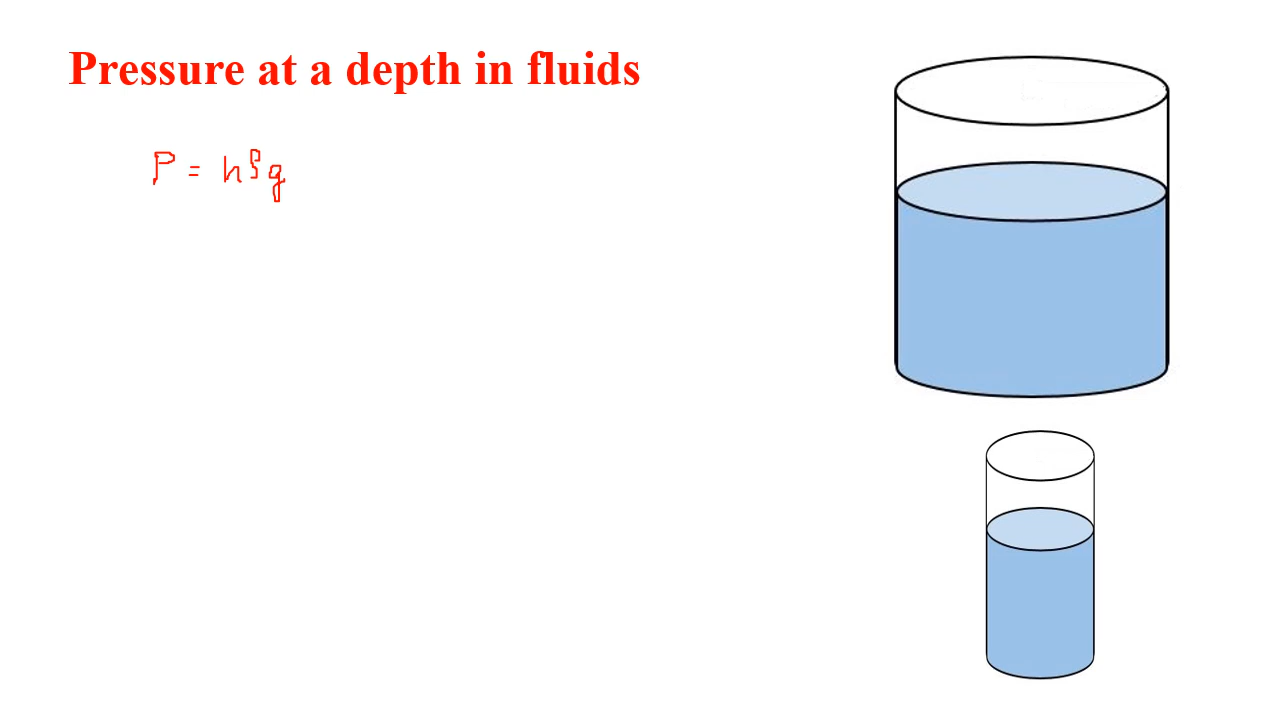 Pressure at a depth in fluids
P = hρg